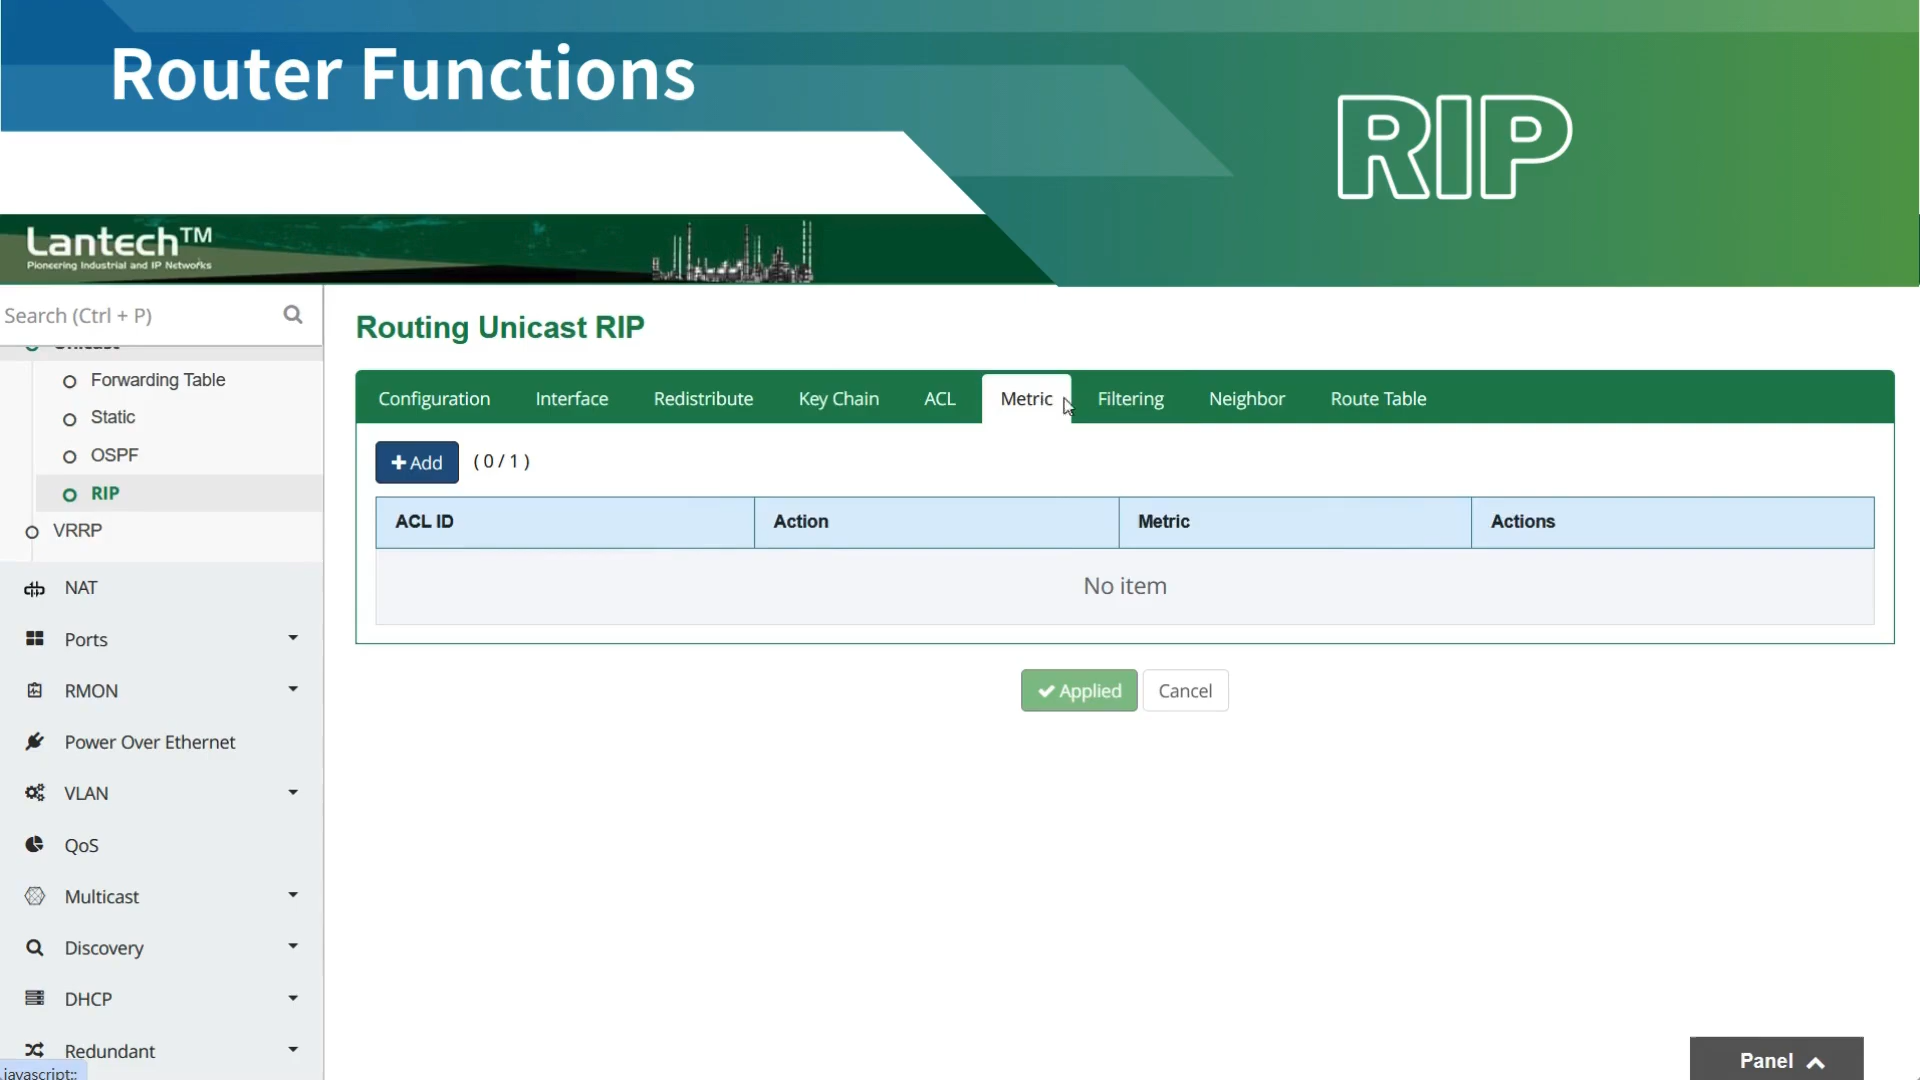 Router Functions
RIP
Lantech™
Pioneering Industrial and IP Networks
Search (Ctrl + P)
Unicast
Forwarding Table
Static
OSPF
RIP
VRRP
NAT
Ports
RMON
Power Over Ethernet
VLAN
QoS
Multicast
Discovery
DHCP
Redundant
javascript:;
Routing Unicast RIP
Configuration Interface Redistribute Key Chain ACL Metric Filtering Neighbor Route Table
Add ( 0 / 1 )
ACL ID Action Metric Actions
No item
Applied Cancel
Panel